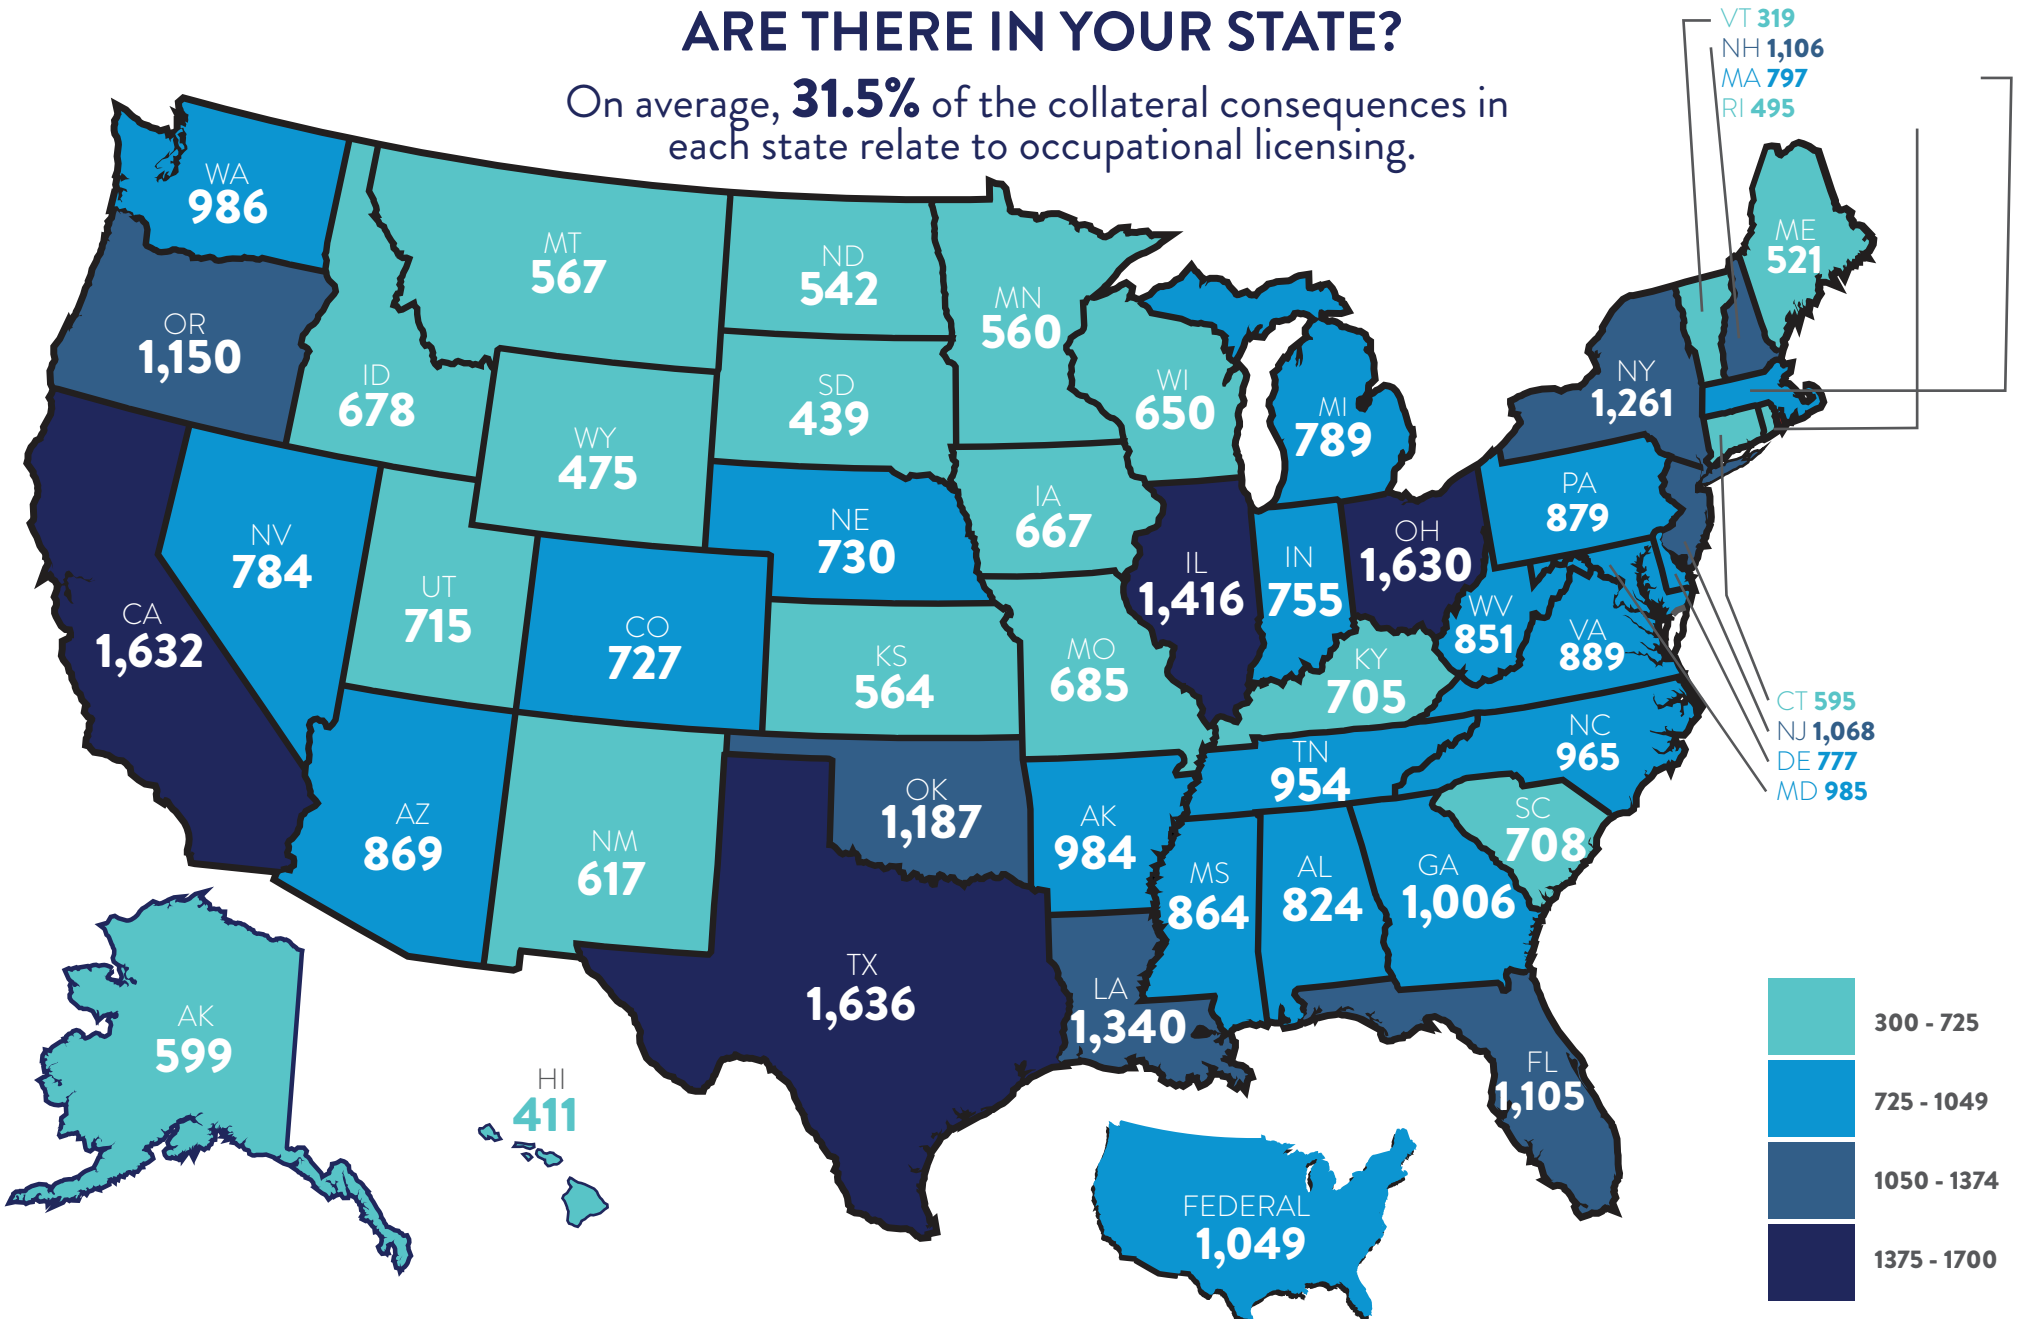 ARE THERE IN YOUR STATE?
On average, 31.5% of the collateral consequences in
each state relate to occupational licensing.
VT 319
NH 1,106
MA 797
RI 495
WA
986
OR
1,150
CA
1,632
NV
784
ID
678
MT
567
WY
475
UT
715
CO
727
AZ
869
NM
617
ND
542
SD
439
NE
730
KS
564
OK
1,187
TX
1,636
MN
560
IA
667
MO
685
AK
984
LA
1,340
WI
650
IL
1,416
MI
789
IN
755
OH
1,630
KY
705
TN
954
MS
864
AL
824
GA
1,006
FL
1,105
SC
708
NC
965
VA
889
WV
851
PA
879
NY
1,261
ME
521
CT 595
NJ 1,068
DE 777
MD 985
AK
599
HI
411
FEDERAL
1,049
300 - 725
725 - 1049
1050 - 1374
1375 - 1700